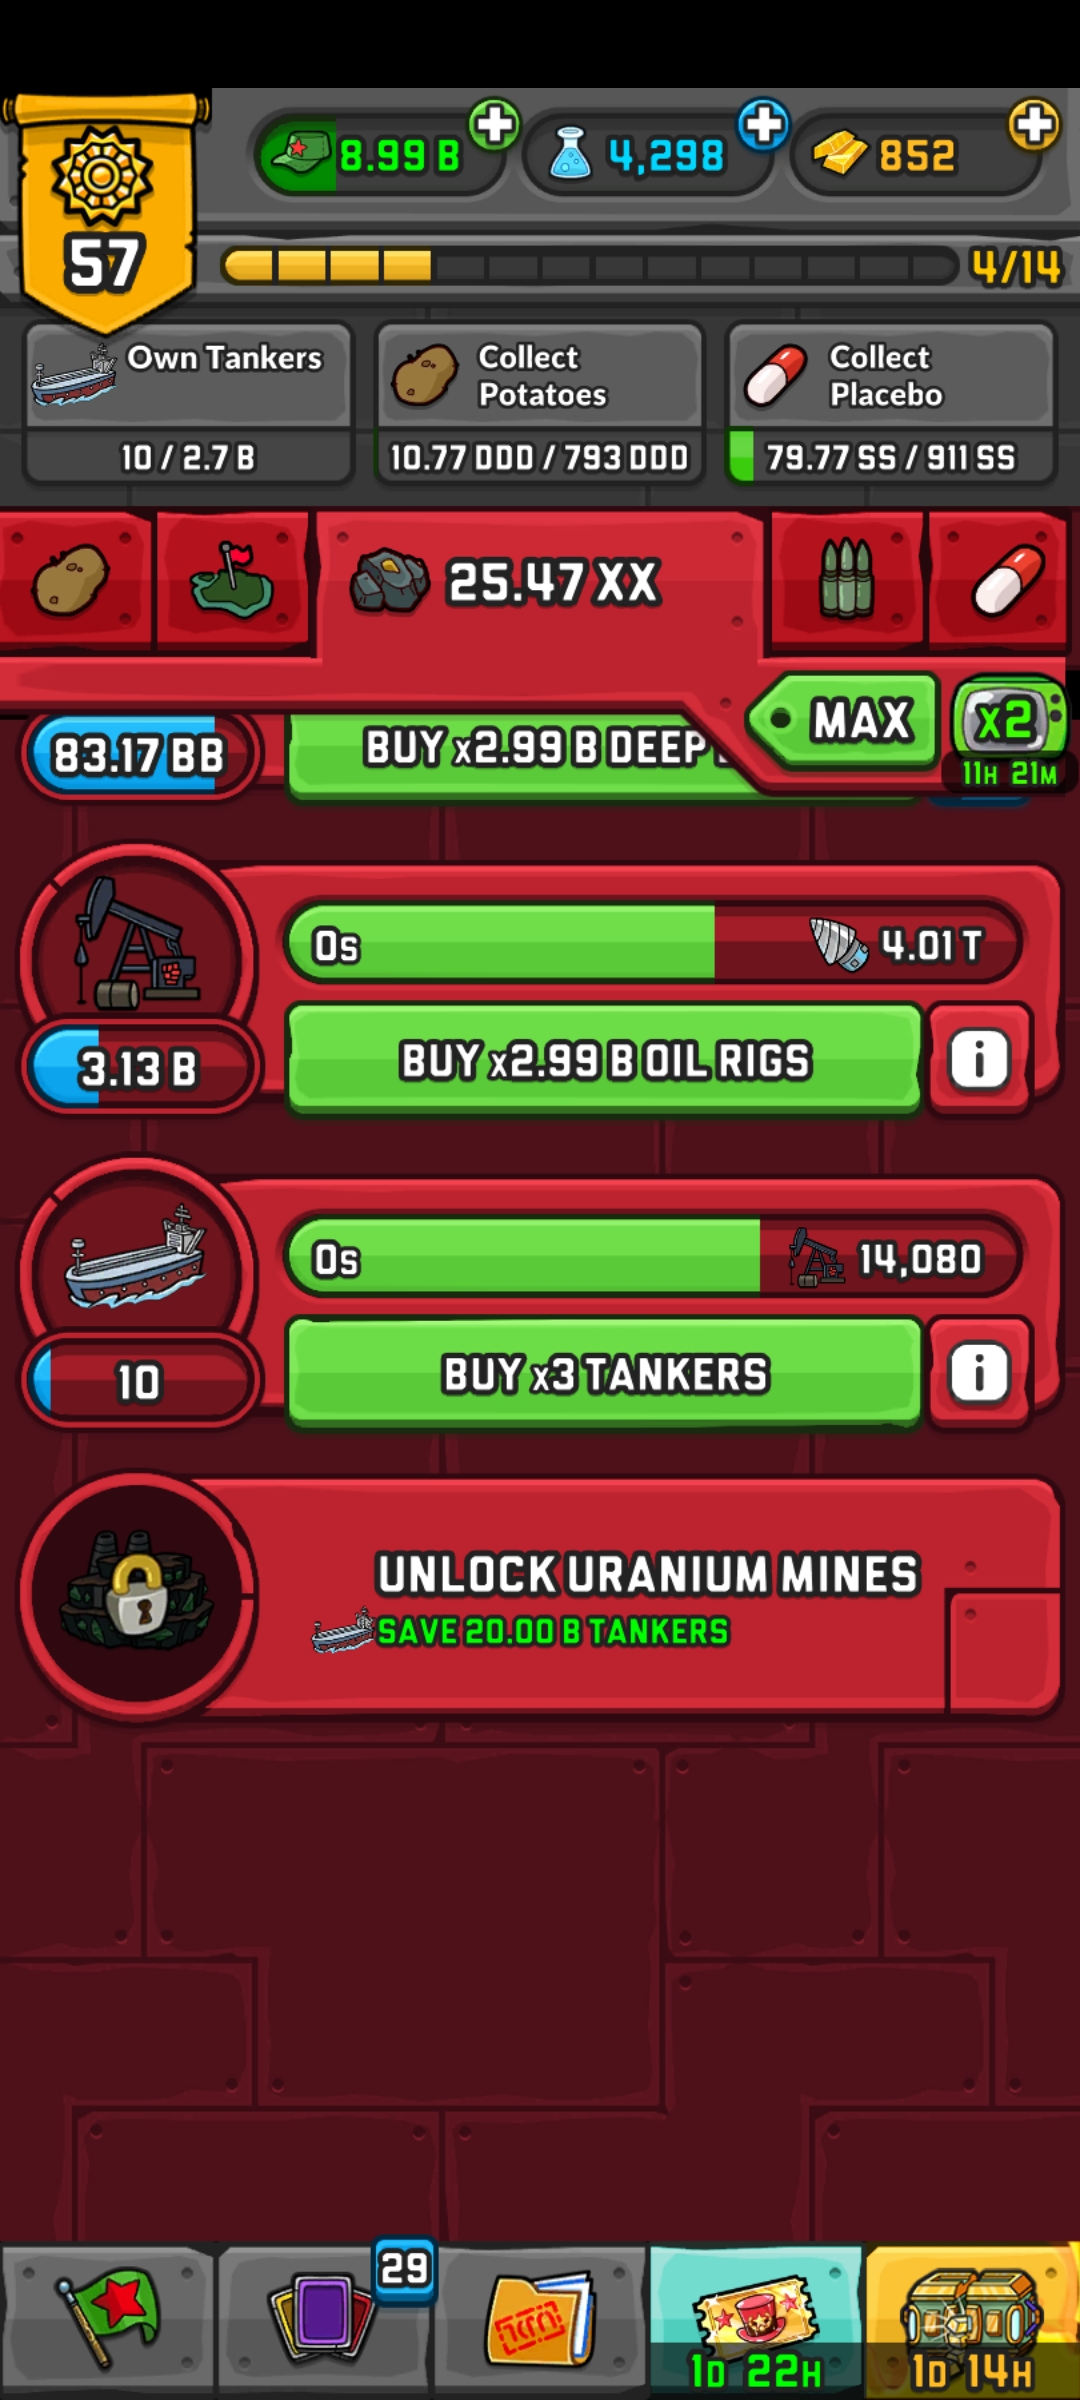 57
8.99 B
4,298
852
4/14
Own Tankers
10 / 2.7 B
Collect
Potatoes
10.77 DDD / 793 DDD
Collect
Placebo
79.77 SS / 911 SS
25.47 XX
MAX
x2
11H 21M
83.17 BB
BUY x2.99 B DEEP
0s
4.01 T
3.13 B
BUY x2.99 B OIL RIGS
i
0s
14,080
10
BUY x3 TANKERS
i
UNLOCK URANIUM MINES
SAVE 20.00 B TANKERS
29
1D 22H
1D 14H